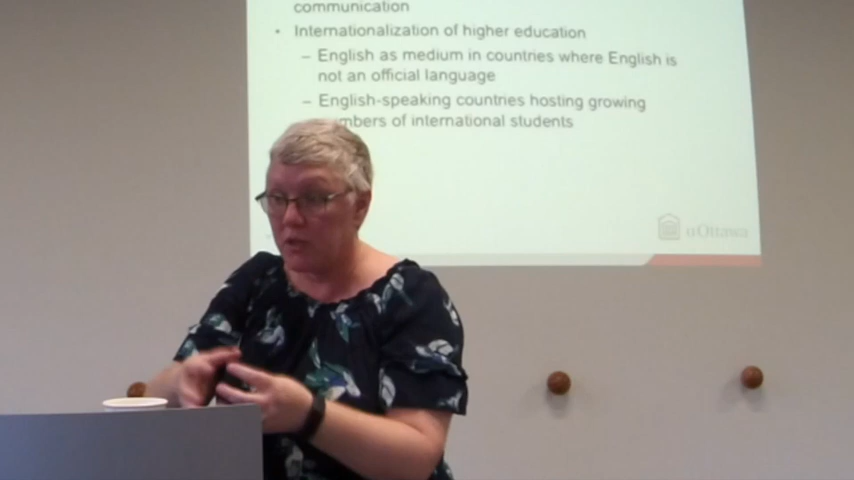 communication
• Internationalization of higher education
– English as medium in countries where English is
not an official language
– English-speaking countries hosting growing
mbers of international students
uOttawa